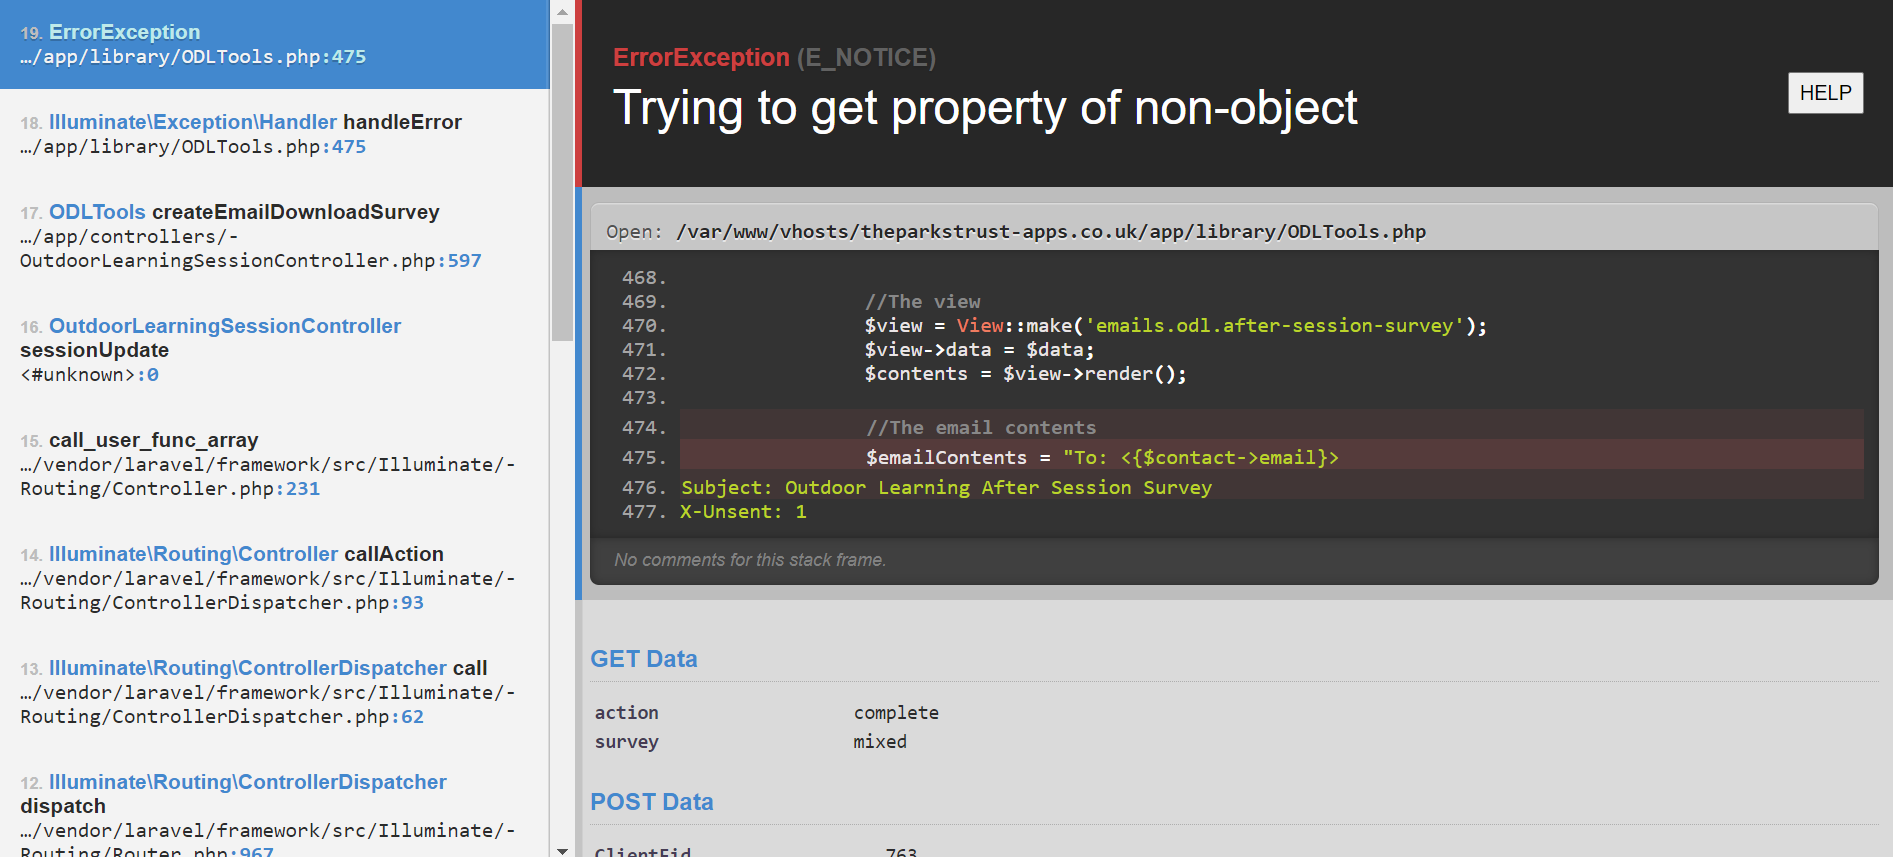 19. ErrorException
…/app/library/ODLTools.php:475
18. Illuminate\Exception\Handler handleError
…/app/library/ODLTools.php:475
17. ODLTools createEmailDownloadSurvey
…/app/controllers/-
OutdoorLearningSessionController.php:597
16. OutdoorLearningSessionController
sessionUpdate
<#unknown>:0
15. call_user_func_array
…/vendor/laravel/framework/src/Illuminate/-
Routing/Controller.php:231
14. Illuminate\Routing\Controller callAction
…/vendor/laravel/framework/src/Illuminate/-
Routing/ControllerDispatcher.php:93
13. Illuminate\Routing\ControllerDispatcher call
…/vendor/laravel/framework/src/Illuminate/-
Routing/ControllerDispatcher.php:62
12. Illuminate\Routing\ControllerDispatcher
dispatch
…/vendor/laravel/framework/src/Illuminate/-
Routing/Router.php:967
ErrorException (E_NOTICE)
Trying to get property of non-object
HELP
Open: /var/www/vhosts/theparkstrust-apps.co.uk/app/library/ODLTools.php
468.
469. //The view
470. $view = View::make('emails.odl.after-session-survey');
471. $view->data = $data;
472. $contents = $view->render();
473.
474. //The email contents
475. $emailContents = "To: <{$contact->email}>
476. Subject: Outdoor Learning After Session Survey
477. X-Unsent: 1
No comments for this stack frame.
GET Data
action complete
survey mixed
POST Data
ClientFid 763